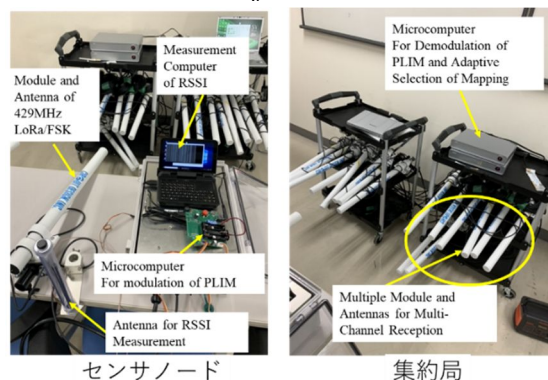 Measurement
Computer
of RSSI
Module and
Antenna of
429MHz
LoRa/FSK
Microcomputer
For modulation of PLIM
Antenna for RSSI
Measurement
センサノード
Microcomputer
For Demodulation of
PLIM and Adaptive
Selection of Mapping
Multiple Module and
Antennas for Multi-
Channel Reception
集約局